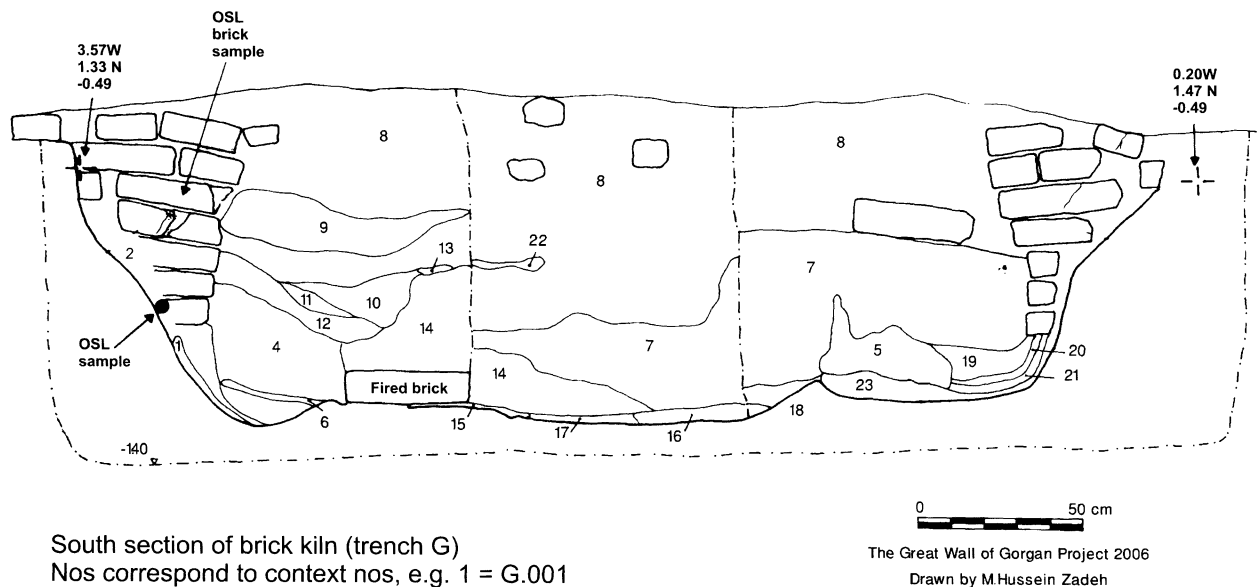 OSL
brick
sample
3.57W
1.33 N
-0.49
0.20W
1.47 N
-0.49
8
8
8
9
22
13
2
7
11
10
12
14
OSL
sample
1
4
7
5
19
20
14
21
Fired brick
23
6
15
17
16
18
-140
0 50 cm
South section of brick kiln (trench G)
Nos correspond to context nos, e.g. 1 = G.001
The Great Wall of Gorgan Project 2006
Drawn by M.Hussein Zadeh